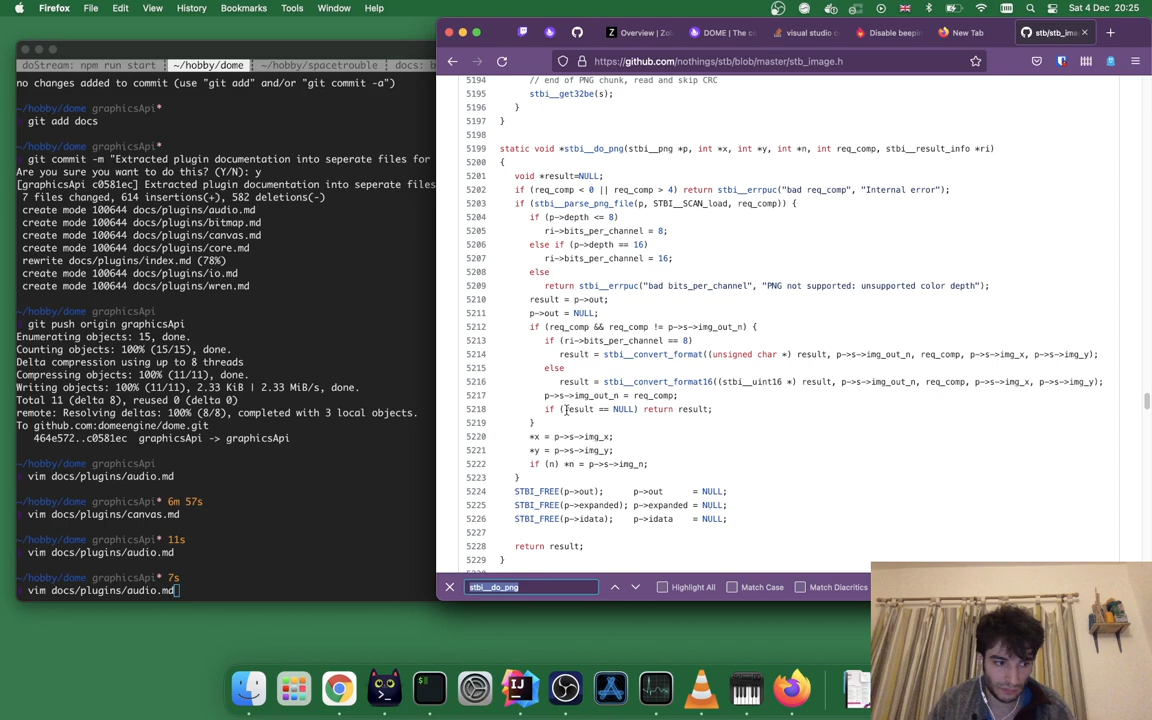 Firefox File Edit View History Bookmarks Tools Window Help
Sat 4 Dec 20:25
doStream: npm run start ~/hobby/dome ~/hobby/spacetrouble docs: b
no changes added to commit (use "git add" and/or "git commit -a")
~/hobby/dome graphicsApi*
git add docs
~/hobby/dome graphicsApi*
git commit -m "Extracted plugin documentation into seperate files for
Are you sure you want to do this? (Y/N): y
[graphicsApi c0581ec] Extracted plugin documentation into seperate files
7 files changed, 614 insertions(+), 582 deletions(-)
create mode 100644 docs/plugins/audio.md
create mode 100644 docs/plugins/bitmap.md
create mode 100644 docs/plugins/canvas.md
create mode 100644 docs/plugins/core.md
rewrite docs/plugins/index.md (78%)
create mode 100644 docs/plugins/io.md
create mode 100644 docs/plugins/wren.md
~/hobby/dome graphicsApi
git push origin graphicsApi
Enumerating objects: 15, done.
Counting objects: 100% (15/15), done.
Delta compression using up to 8 threads
Compressing objects: 100% (11/11), done.
Writing objects: 100% (11/11), 2.33 KiB | 2.33 MiB/s, done.
Total 11 (delta 8), reused 0 (delta 0)
remote: Resolving deltas: 100% (8/8), completed with 3 local objects.
To github.com:domeengine/dome.git
464e572..c0581ec graphicsApi -> graphicsApi
~/hobby/dome graphicsApi
vim docs/plugins/audio.md
~/hobby/dome graphicsApi* 6m 57s
vim docs/plugins/canvas.md
~/hobby/dome graphicsApi* 11s
vim docs/plugins/audio.md
~/hobby/dome graphicsApi* 7s
vim docs/plugins/audio.md
Overview | Zol DOME | The ci visual studio c Disable beepin New Tab stb/stb_ima
https://github.com/nothings/stb/blob/master/stb_image.h
5194 // end of PNG chunk, read and skip CRC
5195 stbi__get32be(s);
5196 }
5197 }
5198
5199 static void *stbi__do_png(stbi__png *p, int *x, int *y, int *n, int req_comp, stbi__result_info *ri)
5200 {
5201 void *result=NULL;
5202 if (req_comp < 0 || req_comp > 4) return stbi__errpuc("bad req_comp", "Internal error");
5203 if (stbi__parse_png_file(p, STBI__SCAN_load, req_comp)) {
5204 if (p->depth <= 8)
5205 ri->bits_per_channel = 8;
5206 else if (p->depth == 16)
5207 ri->bits_per_channel = 16;
5208 else
5209 return stbi__errpuc("bad bits_per_channel", "PNG not supported: unsupported color depth");
5210 result = p->out;
5211 p->out = NULL;
5212 if (req_comp && req_comp != p->s->img_out_n) {
5213 if (ri->bits_per_channel == 8)
5214 result = stbi__convert_format((unsigned char *) result, p->s->img_out_n, req_comp, p->s->img_x, p->s->img_y);
5215 else
5216 result = stbi__convert_format16((stbi__uint16 *) result, p->s->img_out_n, req_comp, p->s->img_x, p->s->img_y);
5217 p->s->img_out_n = req_comp;
5218 if (result == NULL) return result;
5219 }
5220 *x = p->s->img_x;
5221 *y = p->s->img_y;
5222 if (n) *n = p->s->img_n;
5223 }
5224 STBI_FREE(p->out); p->out = NULL;
5225 STBI_FREE(p->expanded); p->expanded = NULL;
5226 STBI_FREE(p->idata); p->idata = NULL;
5227
5228 return result;
5229 }
stbi__do_png Highlight All Match Case Match Diacritics